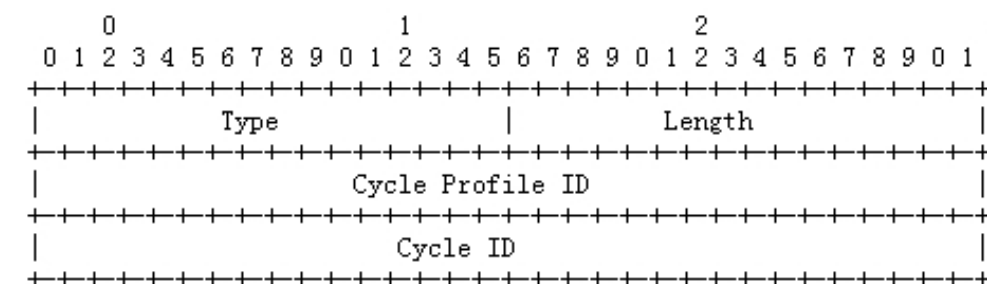 0 1 2
0 1 2 3 4 5 6 7 8 9 0 1 2 3 4 5 6 7 8 9 0 1 2 3 4 5 6 7 8 9 0 1
+-+-+-+-+-+-+-+-+-+-+-+-+-+-+-+-+-+-+-+-+-+-+-+-+-+-+-+-+-+-+-+-+
| Type | Length |
+-+-+-+-+-+-+-+-+-+-+-+-+-+-+-+-+-+-+-+-+-+-+-+-+-+-+-+-+-+-+-+-+
| Cycle Profile ID |
+-+-+-+-+-+-+-+-+-+-+-+-+-+-+-+-+-+-+-+-+-+-+-+-+-+-+-+-+-+-+-+-+
| Cycle ID |
+-+-+-+-+-+-+-+-+-+-+-+-+-+-+-+-+-+-+-+-+-+-+-+-+-+-+-+-+-+-+-+-+